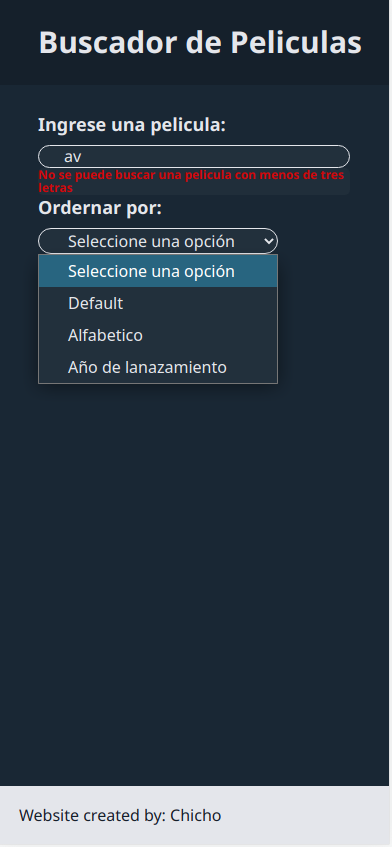 Buscador de Peliculas
Ingrese una pelicula:
av
No se puede buscar una pelicula con menos de tres
letras
Ordernar por:
Seleccione una opción
Seleccione una opción
Default
Alfabetico
Año de lanazamiento
Website created by: Chicho